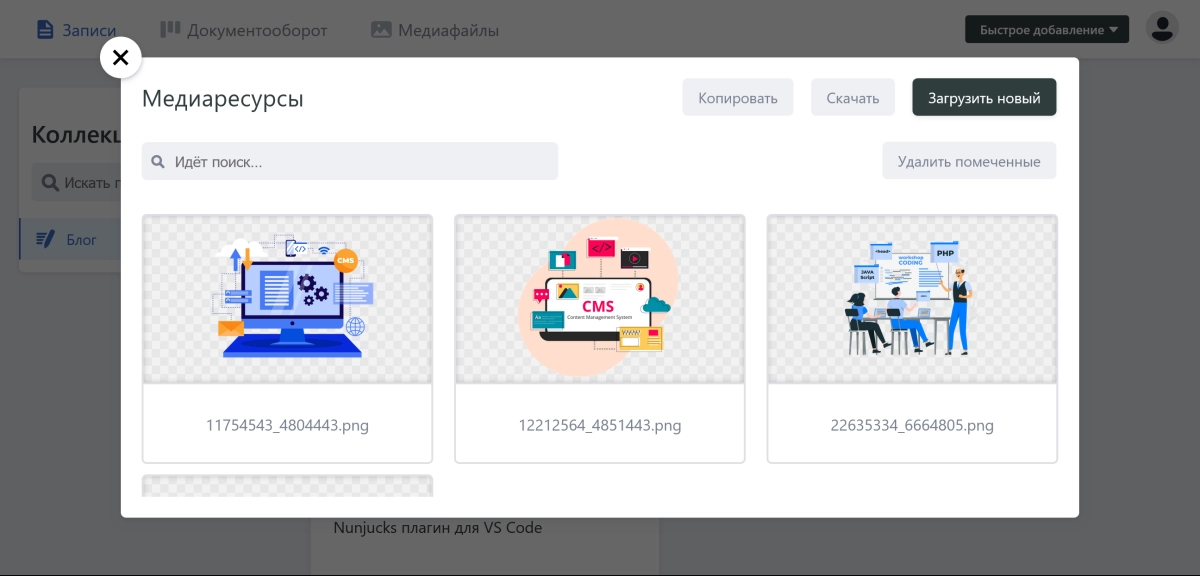 Записи
Документооборот
Медиафайлы
Быстрое добавление
Медиаресурсы
Копировать
Скачать
Загрузить новый
Коллекц
Идёт поиск...
Удалить помеченные
Искать п
Блог
CMS
</>
CMS
Content Management System
Aa
<head>
PHP
workshop
CODING
JAVA
Script
11754543_4804443.png
12212564_4851443.png
22635334_6664805.png
Nunjucks плагин для VS Code